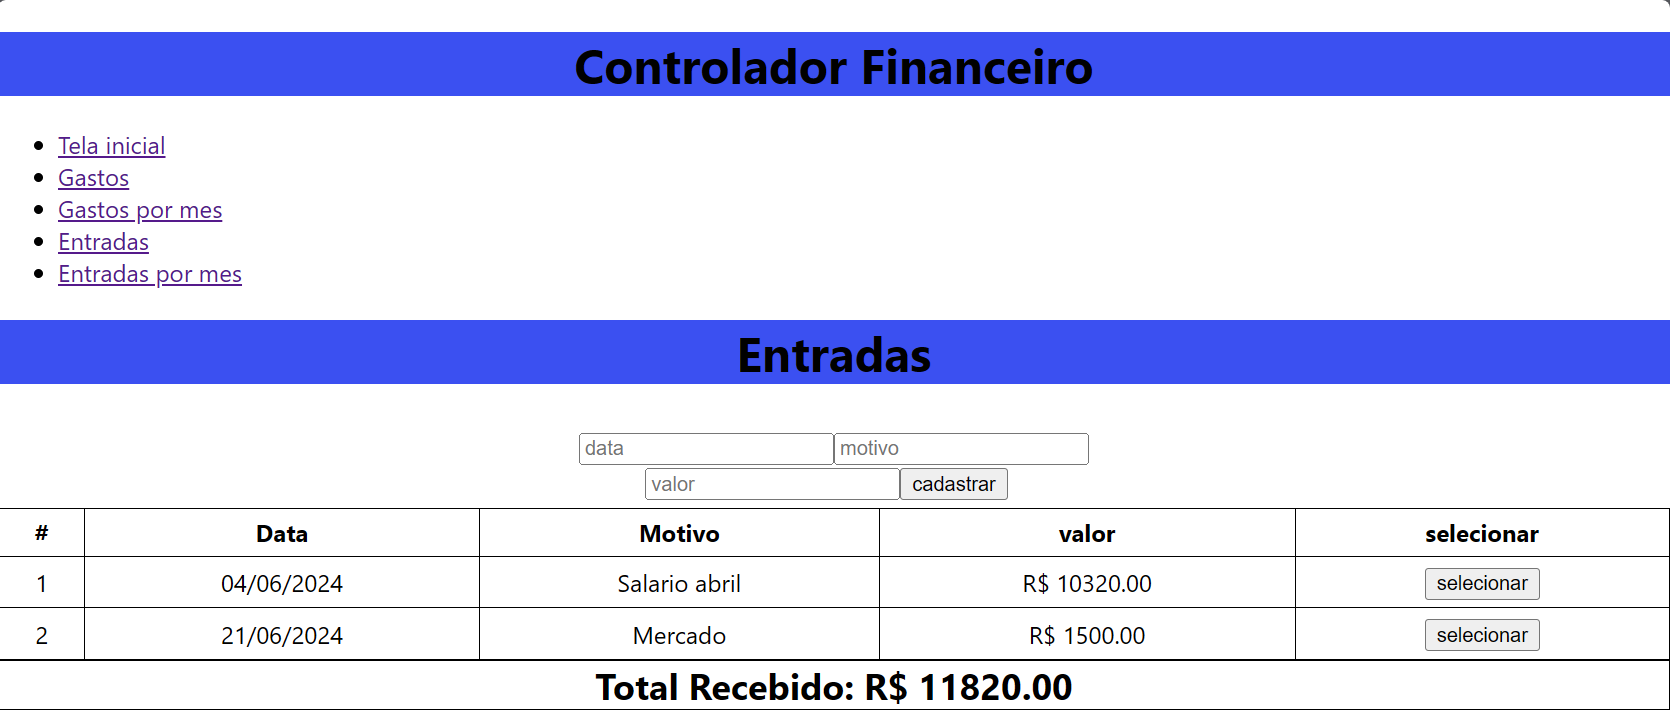 Controlador Financeiro
Tela inicial
Gastos
Gastos por mes
Entradas
Entradas por mes
Entradas
data motivo
valor cadastrar
# Data Motivo valor selecionar
1 04/06/2024 Salario abril R$ 10320.00 selecionar
2 21/06/2024 Mercado R$ 1500.00 selecionar
Total Recebido: R$ 11820.00